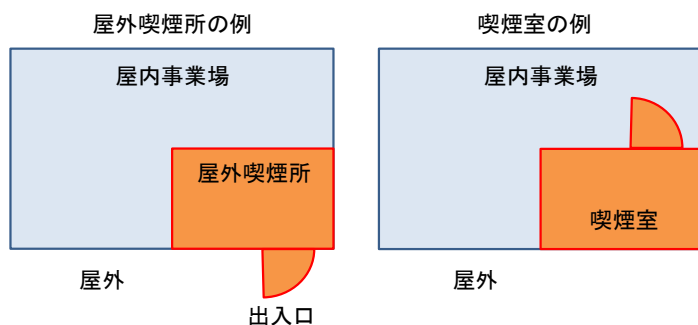 屋外喫煙所の例
屋内事業場
屋外喫煙所
屋外
出入口
喫煙室の例
屋内事業場
喫煙室
屋外